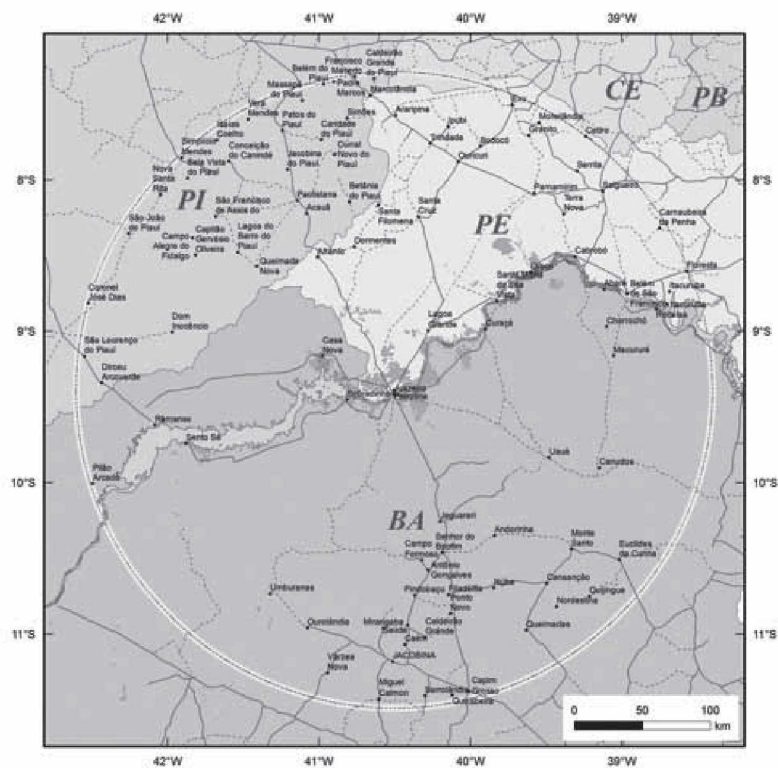 42°W 41°W 40°W 39°W
CE
PB
PI
PE
BA
8°S 8°S
9°S 9°S
10°S 10°S
11°S 11°S
Caldeirão
Grande
do Piauí
Francisco
Macedo
Belém do
Piauí
Padre
Marcos
Marcolândia
Massapê
do Piauí
Simões
Araripina
Ipubi
Trindade
Exu
Moreilândia
Granito
Bodocó
Ouricuri
Cedro
Serrita
Vera
Mendes
Patos do
Piauí
Caridade
do Piauí
Isaías
Coelho
Simplício
Mendes
Conceição
do Canindé
Bela Vista
do Piauí
Jacobina
do Piauí
Curral
Novo do
Piauí
Nova
Santa
Rita
Paulistana
Betânia
do Piauí
Acauã
São Francisco
de Assis do
Santa
Filomena
Santa
Cruz
Parnamirim
Terra
Nova
Salgueiro
Carnaubeira
da Penha
São João
do Piauí
Campo
Alegre do
Fidalgo
Capitão
Gervásio
Oliveira
Lagoa do
Barro do
Piauí
Queimada
Nova
Afrânio
Dormentes
Cabrobó
Orocó
Santa Maria
da Boa
Vista
Floresta
Abaré
Belém
de São
Francisco
Itacuruba
Rodelas
Coronel
José Dias
Dom
Inocêncio
São Lourenço
do Piauí
Dirceu
Arcoverde
Casa
Nova
Lagoa
Grande
Curaçá
Chorrochó
Macururé
Sobradinho
Juazeiro
Petrolina
Remanso
Sento Sé
Pilão
Arcado
Uauá
Canudos
Jaguarari
Andorinha
Campo
Formoso
Senhor do
Bonfim
Monte
Santo
Euclides
da Cunha
Antônio
Gonçalves
Umburanas
Pindobaçu
Filadélfia
Ponto
Novo
Itiúba
Cansanção
Nordestina
Quijingue
Queimadas
Ourolândia
Mirangaba
Saúde
Caldeirão
Grande
Caém
JACOBINA
Várzea
Nova
Miguel
Calmon
Serrolândia
Capim
Grosso
Quixabeira
0 50 100
km
42°W 41°W 40°W 39°W